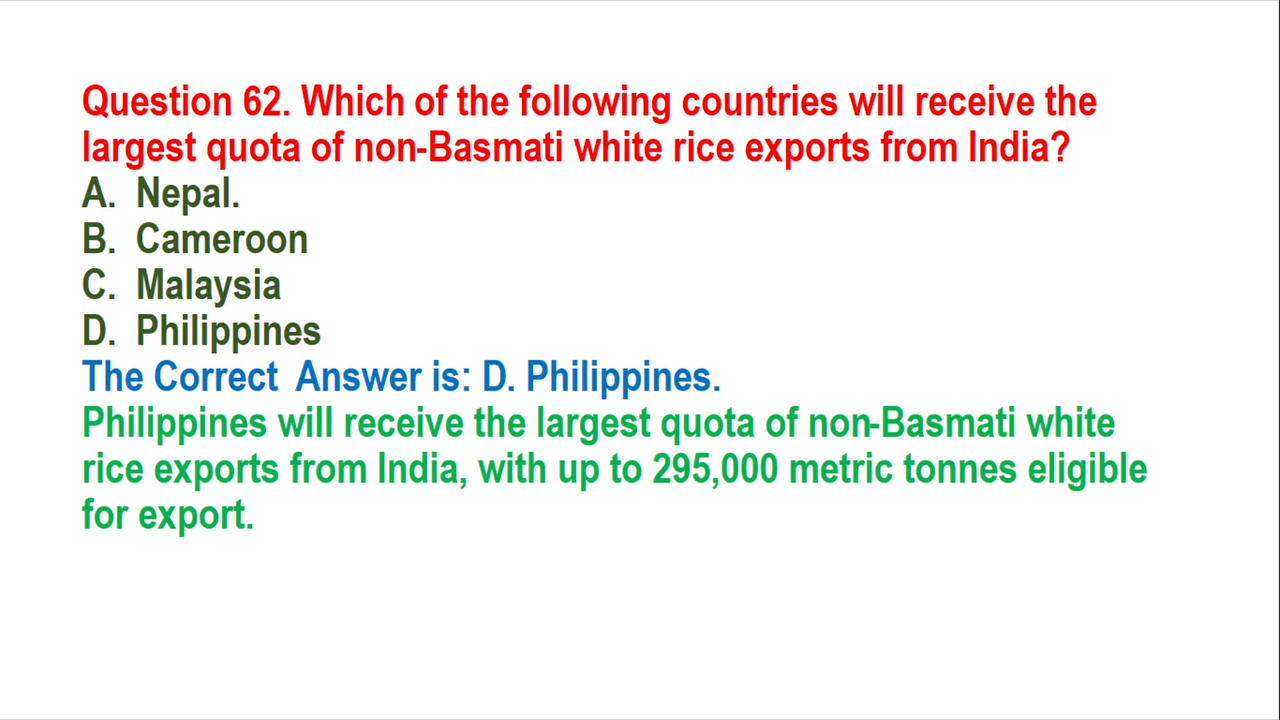 Question 62. Which of the following countries will receive the
largest quota of non-Basmati white rice exports from India?
A. Nepal.
B. Cameroon
C. Malaysia
D. Philippines
The Correct Answer is: D. Philippines.
Philippines will receive the largest quota of non-Basmati white
rice exports from India, with up to 295,000 metric tonnes eligible
for export.